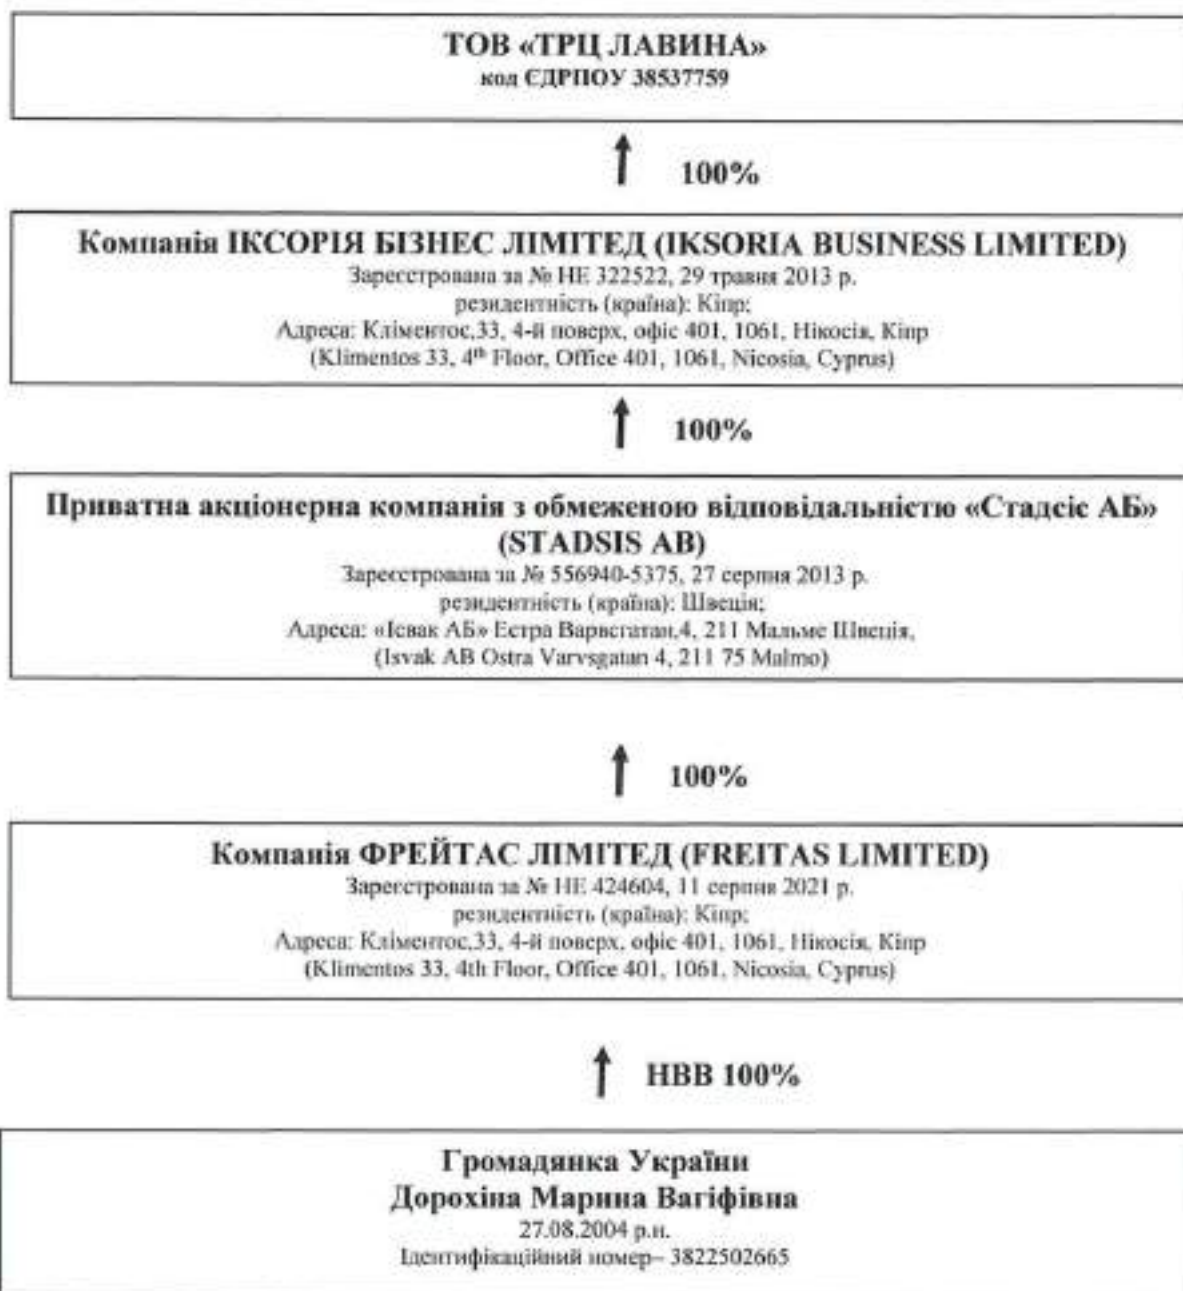 ТОВ «ТРЦ ЛАВИНА»
код ЄДРПОУ 38537759
100%
Компанія ІКСОРІЯ БІЗНЕС ЛІМІТЕД (IKSORIA BUSINESS LIMITED)
Зареєстрована за № НЕ 322522, 29 травня 2013 р.
резидентність (країна): Кіпр;
Адреса: Кліментос,33, 4-й поверх, офіс 401, 1061, Нікосія, Кіпр
(Klimentos 33, 4th Floor, Office 401, 1061, Nicosia, Cyprus)
100%
Приватна акціонерна компанія з обмеженою відповідальністю «Стадсіс АБ»
(STADSIS AB)
Зареєстрована за № 556940-5375, 27 серпня 2013 р.
резидентність (країна): Швеція;
Адреса: «Ісвак АБ» Естра Варвсгатан,4, 211 Мальме Швеція,
(Isvak AB Ostra Varvsgatan 4, 211 75 Malmo)
100%
Компанія ФРЕЙТАС ЛІМІТЕД (FREITAS LIMITED)
Зареєстрована за № НЕ 424604, 11 серпня 2021 р.
резидентність (країна): Кіпр;
Адреса: Кліментос,33, 4-й поверх, офіс 401, 1061, Нікосія, Кіпр
(Klimentos 33, 4th Floor, Office 401, 1061, Nicosia, Cyprus)
НВВ 100%
Громадянка України
Дорохіна Марина Вагіфівна
27.08.2004 р.н.
Ідентифікаційний номер– 3822502665